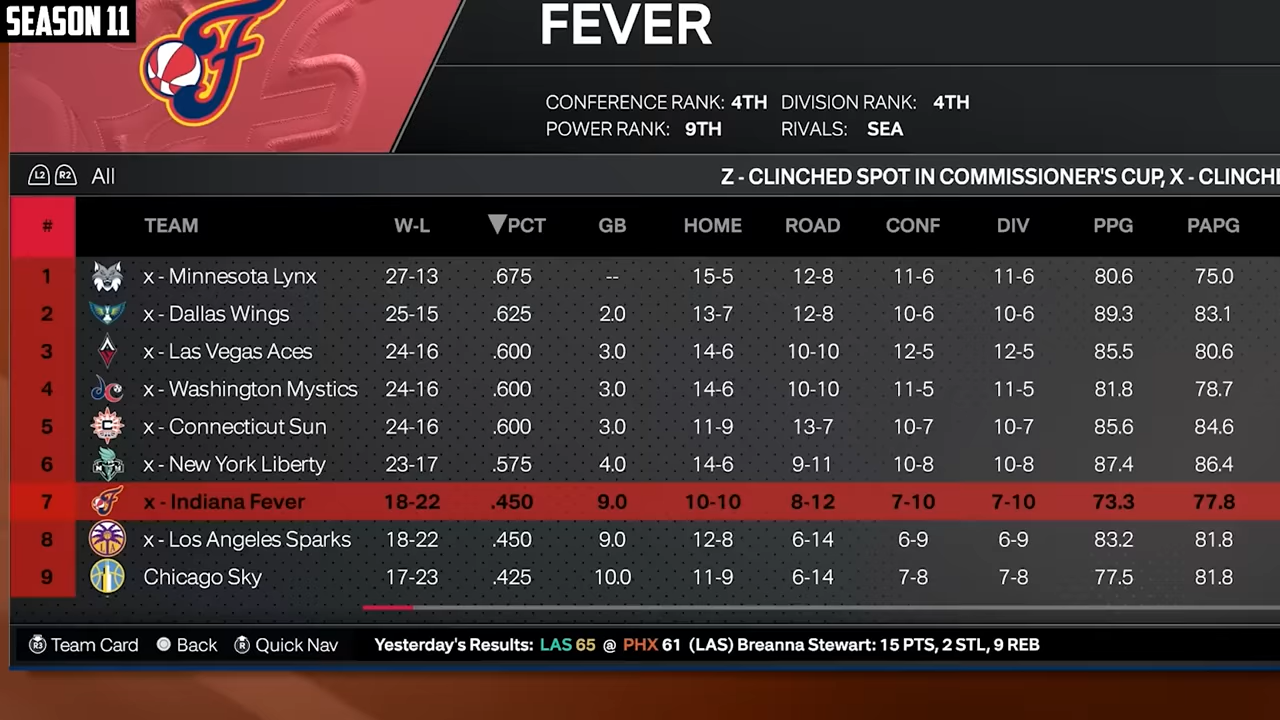 SEASON 11
FEVER
CONFERENCE RANK: 4TH DIVISION RANK: 4TH
POWER RANK: 9TH RIVALS: SEA
L2 R2 All Z - CLINCHED SPOT IN COMMISSIONER'S CUP, X - CLINCHI
# TEAM W-L PCT GB HOME ROAD CONF DIV PPG PAPG
1 x - Minnesota Lynx 27-13 .675 -- 15-5 12-8 11-6 11-6 80.6 75.0
2 x - Dallas Wings 25-15 .625 2.0 13-7 12-8 10-6 10-6 89.3 83.1
3 x - Las Vegas Aces 24-16 .600 3.0 14-6 10-10 12-5 12-5 85.5 80.6
4 x - Washington Mystics 24-16 .600 3.0 14-6 10-10 11-5 11-5 81.8 78.7
5 x - Connecticut Sun 24-16 .600 3.0 11-9 13-7 10-7 10-7 85.6 84.6
6 x - New York Liberty 23-17 .575 4.0 14-6 9-11 10-8 10-8 87.4 86.4
7 x - Indiana Fever 18-22 .450 9.0 10-10 8-12 7-10 7-10 73.3 77.8
8 x - Los Angeles Sparks 18-22 .450 9.0 12-8 6-14 6-9 6-9 83.2 81.8
9 Chicago Sky 17-23 .425 10.0 11-9 6-14 7-8 7-8 77.5 81.8
R3 Team Card Back R Quick Nav Yesterday's Results: LAS 65 @ PHX 61 (LAS) Breanna Stewart: 15 PTS, 2 STL, 9 REB